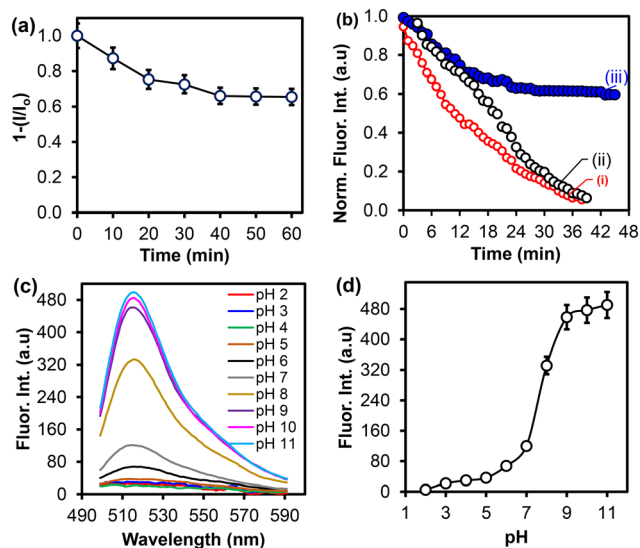 (a)
1-(I/Io)
1.0
0.8
0.6
0.4
0.2
0.0
0 10 20 30 40 50 60
Time (min)
(b)
Norm. Fluor. Int. (a.u)
1.0
0.8
0.6
0.4
0.2
0.0
(iii)
(ii)
(i)
0 6 12 18 24 30 36 42 48
Time (min)
(c)
Fluor. Int. (a.u)
480
400
320
240
160
80
0
pH 2
pH 3
pH 4
pH 5
pH 6
pH 7
pH 8
pH 9
pH 10
pH 11
490 510 530 550 570 590
Wavelength (nm)
(d)
Fluor. Int. (a.u)
480
400
320
240
160
80
0
1 3 5 7 9 11
pH